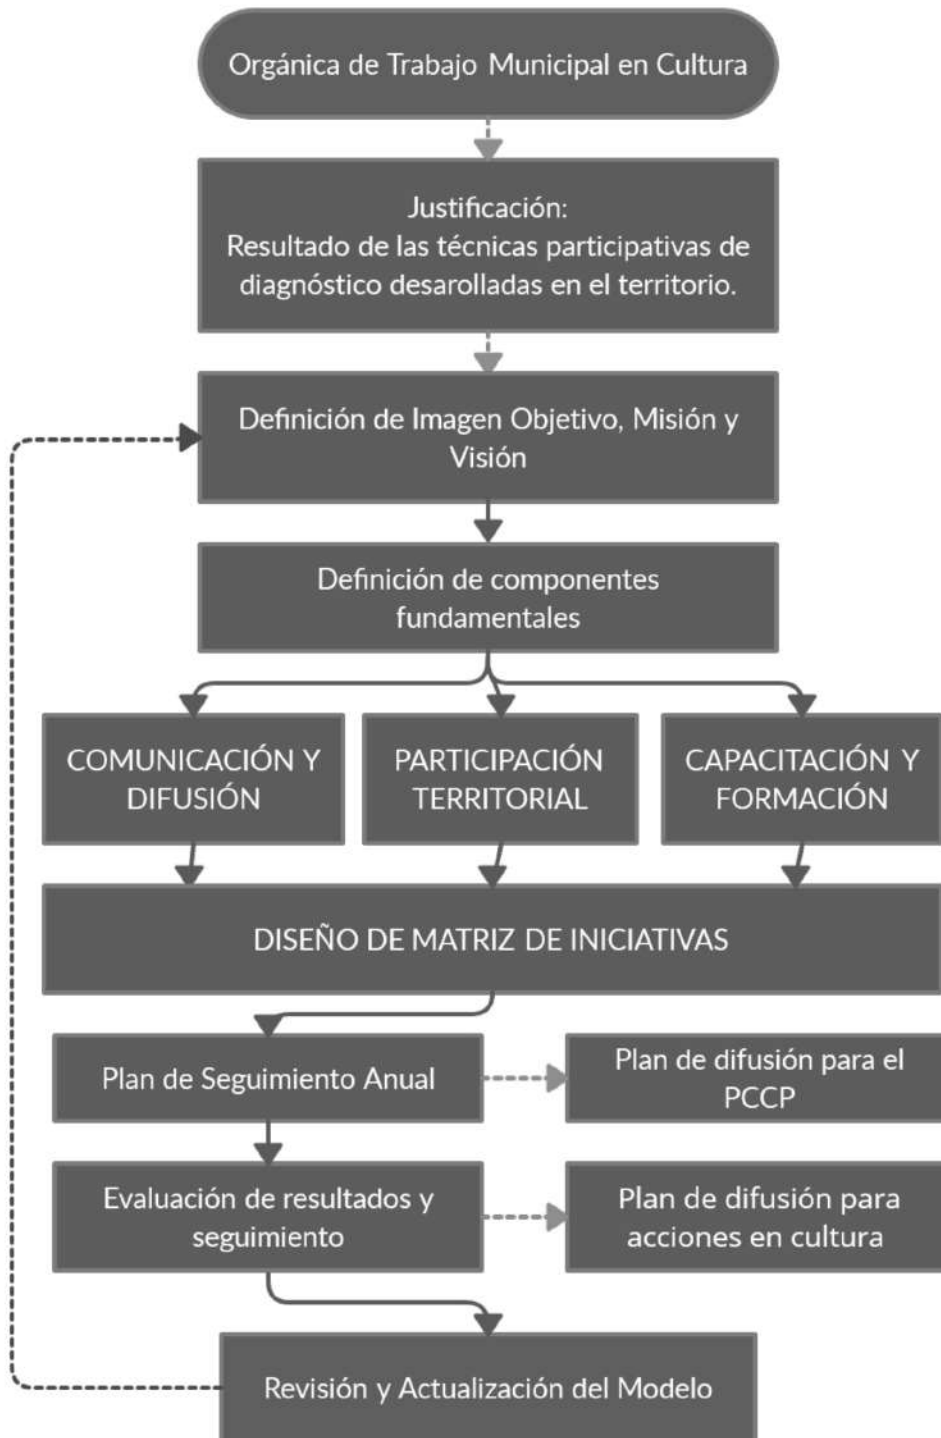 Orgánica de Trabajo Municipal en Cultura
Justificación:
Resultado de las técnicas participativas de
diagnóstico desarolladas en el territorio.
Definición de Imagen Objetivo, Misión y
Visión
Definición de componentes
fundamentales
COMUNICACIÓN Y
DIFUSIÓN
PARTICIPACIÓN
TERRITORIAL
CAPACITACIÓN Y
FORMACIÓN
DISEÑO DE MATRIZ DE INICIATIVAS
Plan de Seguimiento Anual
Plan de difusión para el
PCCP
Evaluación de resultados y
seguimiento
Plan de difusión para
acciones en cultura
Revisión y Actualización del Modelo